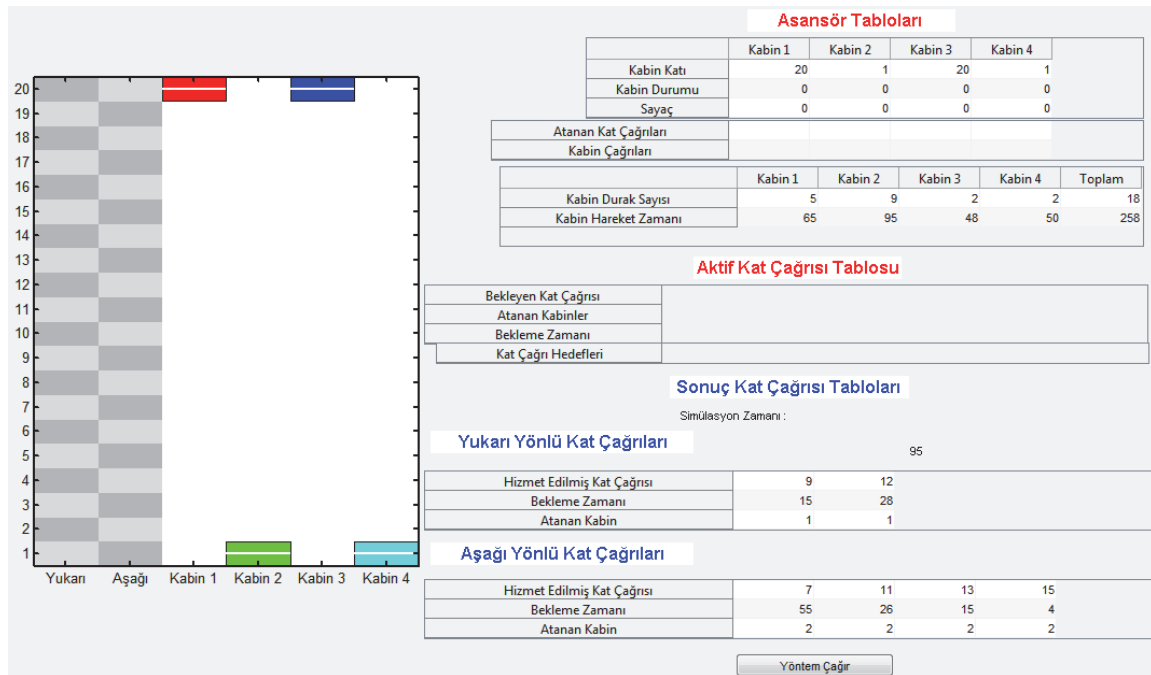 Asansör Tabloları
Kabin 1 Kabin 2 Kabin 3 Kabin 4
Kabin Katı 20 1 20 1
Kabin Durumu 0 0 0 0
Sayaç 0 0 0 0
Atanan Kat Çağrıları
Kabin Çağrıları
Kabin 1 Kabin 2 Kabin 3 Kabin 4 Toplam
Kabin Durak Sayısı 5 9 2 2 18
Kabin Hareket Zamanı 65 95 48 50 258
Aktif Kat Çağrısı Tablosu
Bekleyen Kat Çağrısı
Atanan Kabinler
Bekleme Zamanı
Kat Çağrı Hedefleri
Sonuç Kat Çağrısı Tabloları
Simülasyon Zamanı :
95
Yukarı Yönlü Kat Çağrıları
Hizmet Edilmiş Kat Çağrısı 9 12
Bekleme Zamanı 15 28
Atanan Kabin 1 1
Aşağı Yönlü Kat Çağrıları
Hizmet Edilmiş Kat Çağrısı 7 11 13 15
Bekleme Zamanı 55 26 15 4
Atanan Kabin 2 2 2 2
Yöntem Çağır
20
19
18
17
16
15
14
13
12
11
10
9
8
7
6
5
4
3
2
1
Yukarı Aşağı Kabin 1 Kabin 2 Kabin 3 Kabin 4